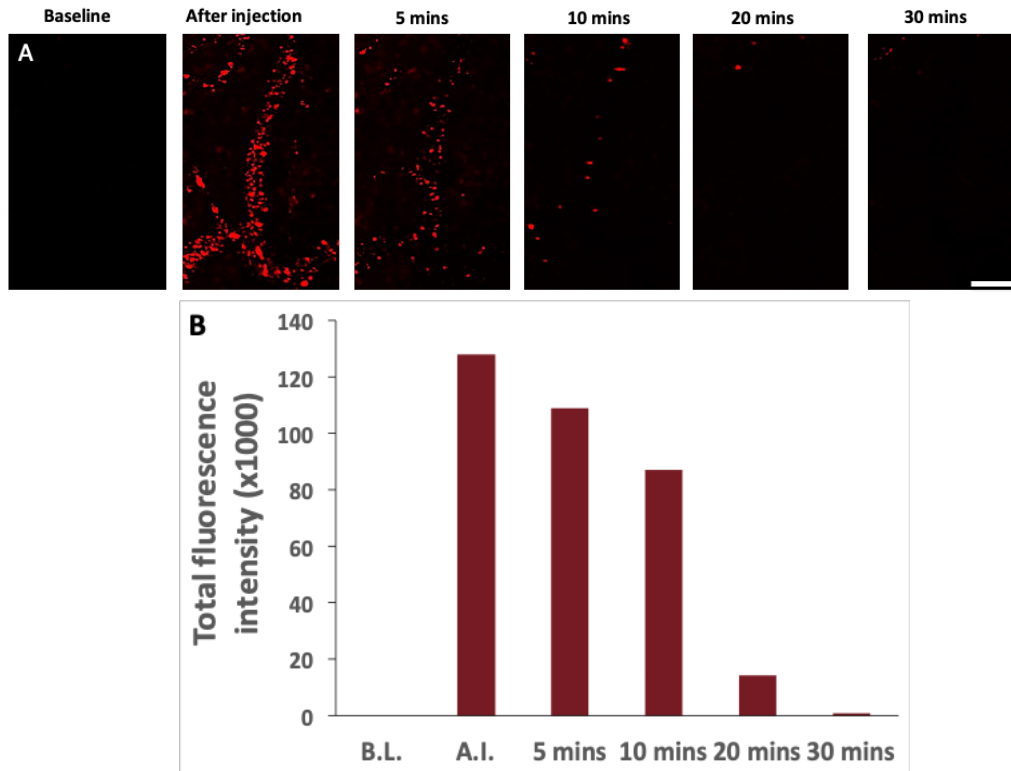 Baseline After injection 5 mins 10 mins 20 mins 30 mins
A
B
Total fluorescence
intensity (x1000)
140
120
100
80
60
40
20
0
B.L. A.I. 5 mins 10 mins 20 mins 30 mins